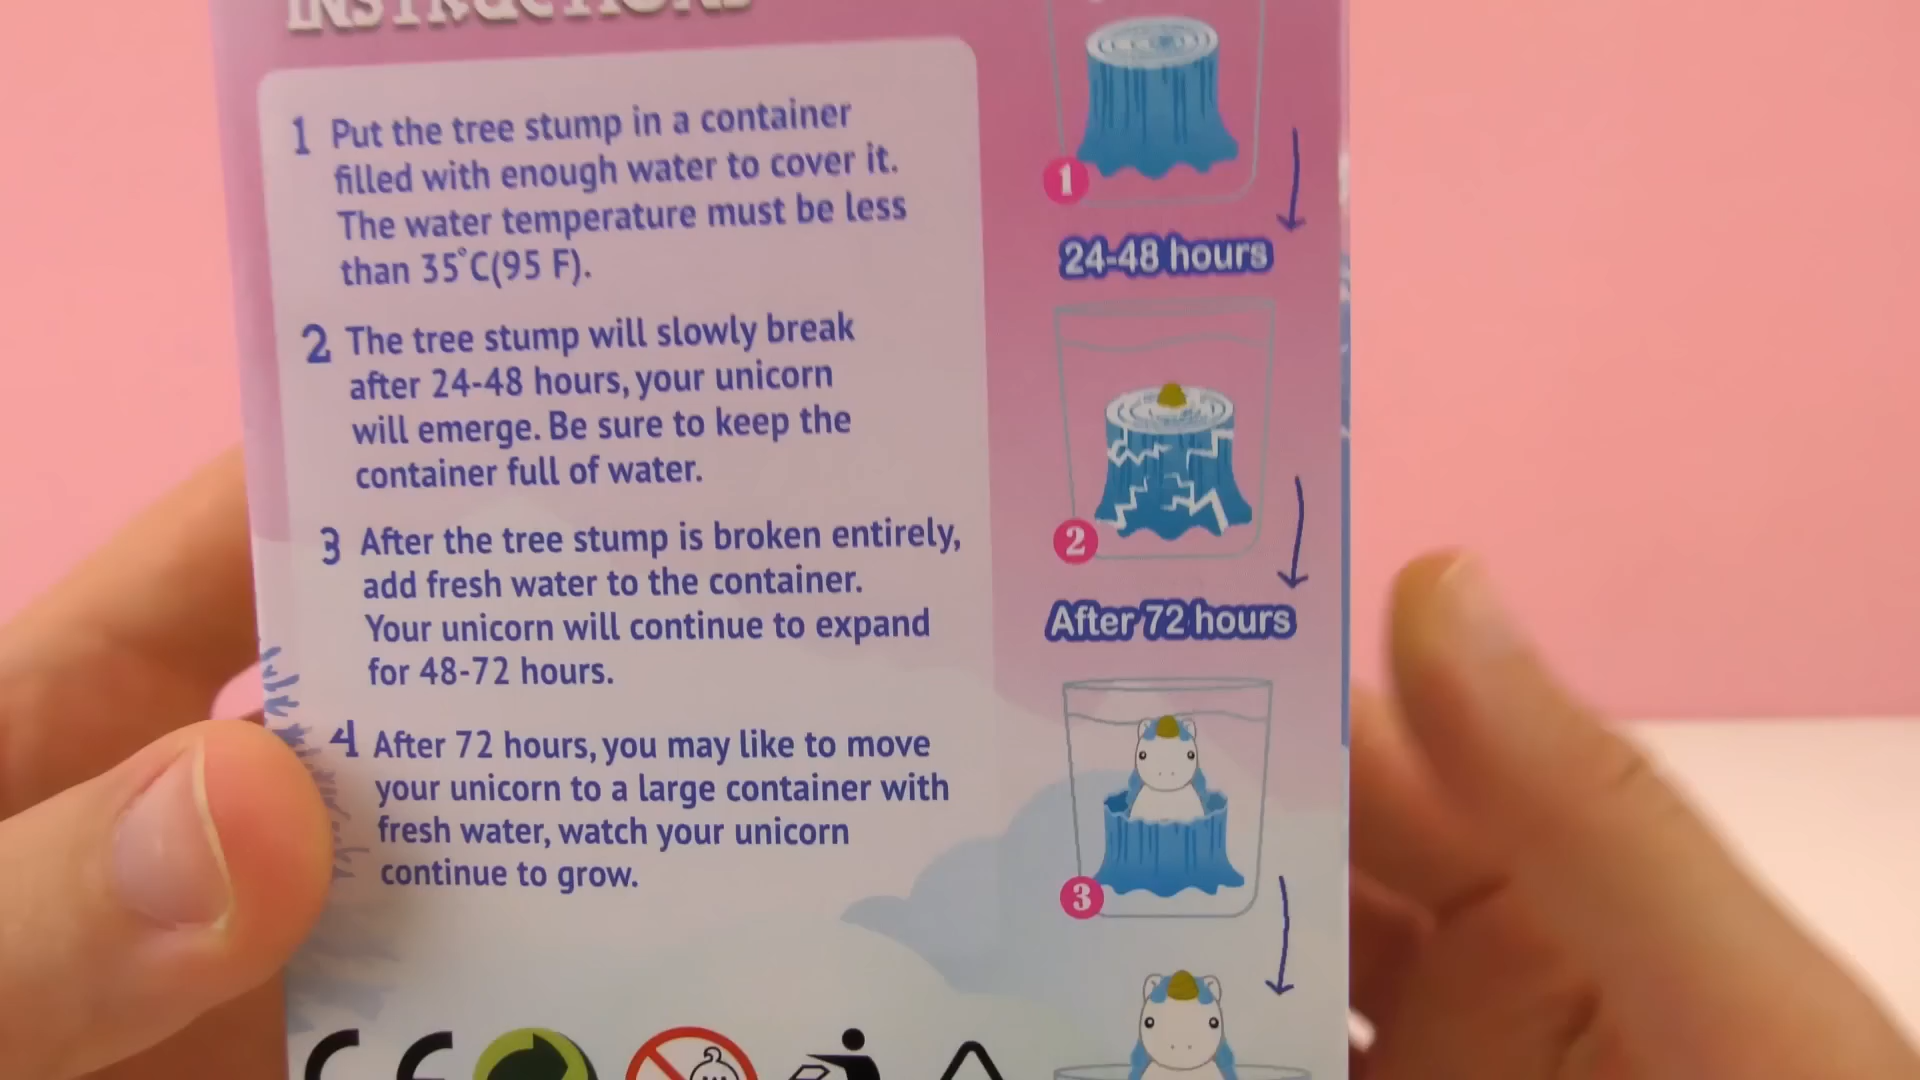 INSTRUCTIONS
1 Put the tree stump in a container
filled with enough water to cover it.
The water temperature must be less
than 35°C(95 F).
2 The tree stump will slowly break
after 24-48 hours, your unicorn
will emerge. Be sure to keep the
container full of water.
3 After the tree stump is broken entirely,
add fresh water to the container.
Your unicorn will continue to expand
for 48-72 hours.
4 After 72 hours, you may like to move
your unicorn to a large container with
fresh water, watch your unicorn
continue to grow.
1
24-48 hours
2
After 72 hours
3
CE